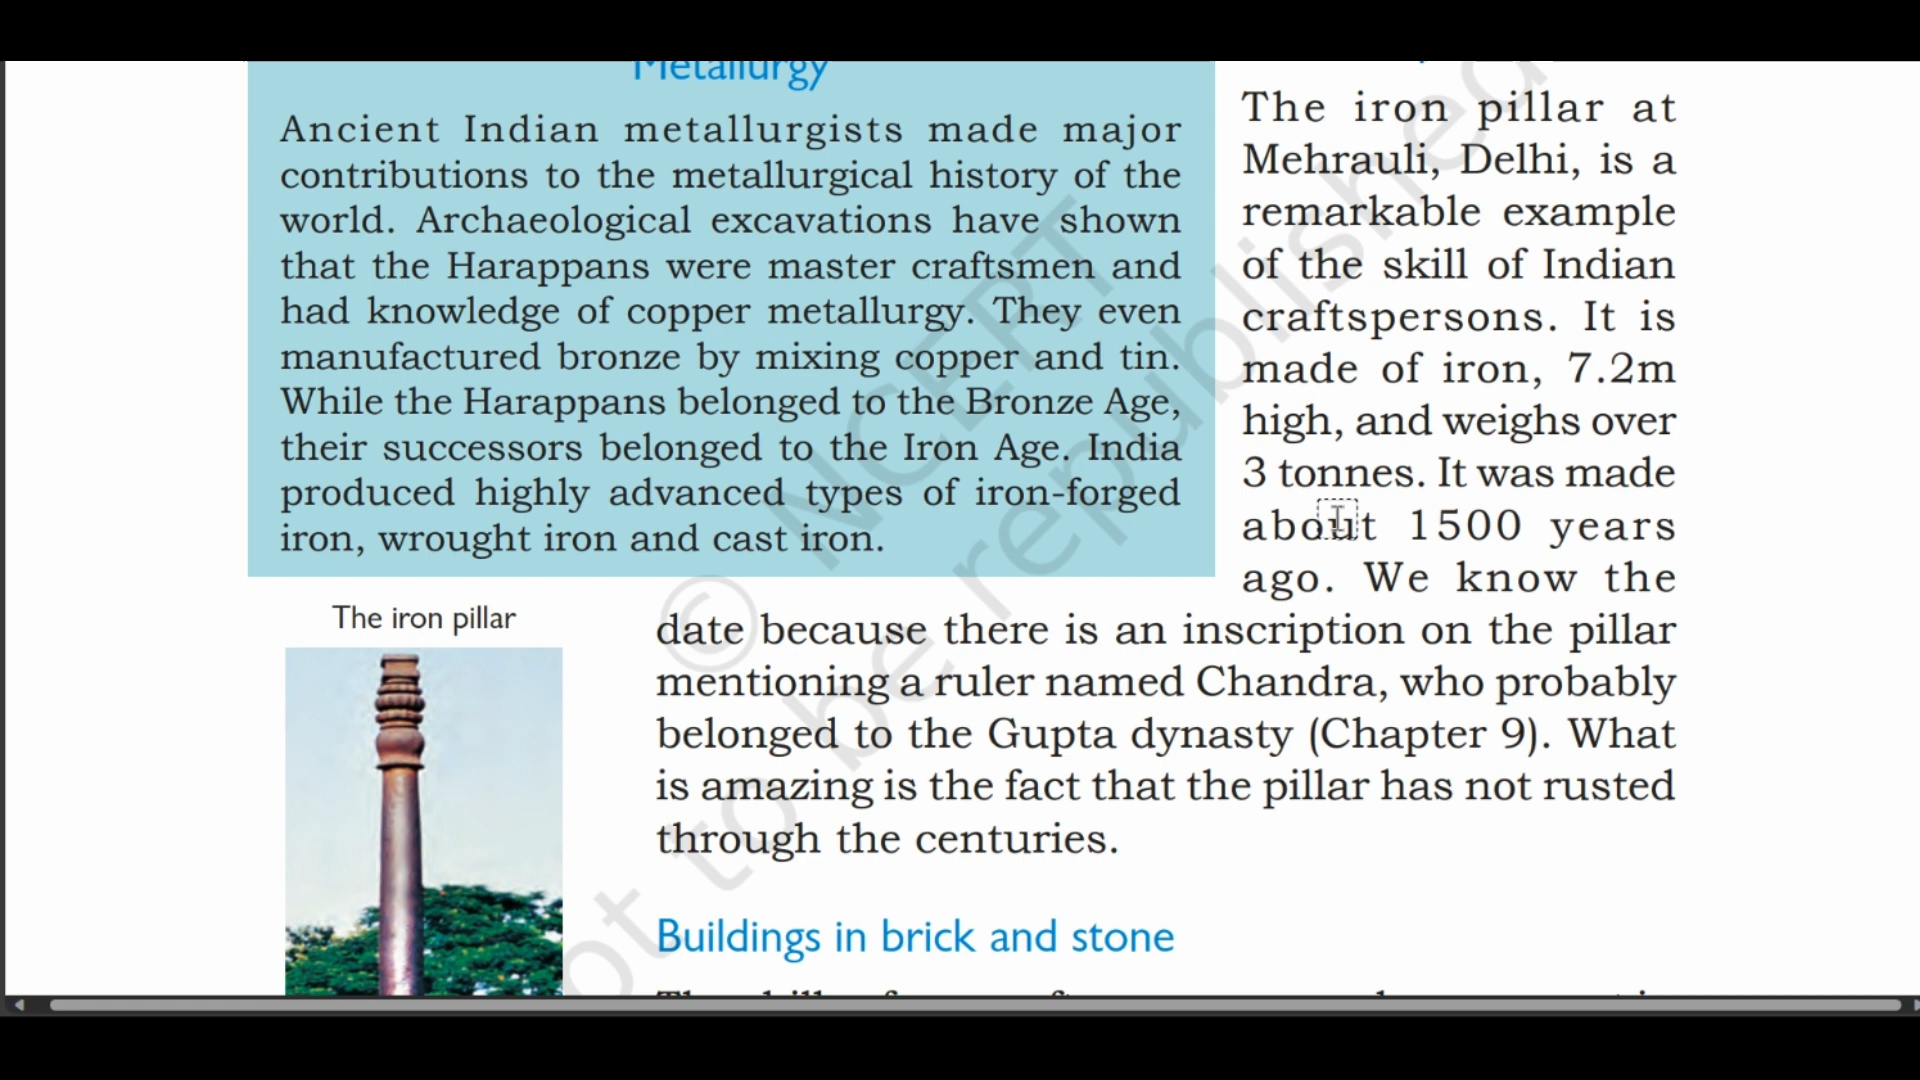 Metallurgy
Ancient Indian metallurgists made major
contributions to the metallurgical history of the
world. Archaeological excavations have shown
that the Harappans were master craftsmen and
had knowledge of copper metallurgy. They even
manufactured bronze by mixing copper and tin.
While the Harappans belonged to the Bronze Age,
their successors belonged to the Iron Age. India
produced highly advanced types of iron-forged
iron, wrought iron and cast iron.
The iron pillar at
Mehrauli, Delhi, is a
remarkable example
of the skill of Indian
craftspersons. It is
made of iron, 7.2m
high, and weighs over
3 tonnes. It was made
about 1500 years
ago. We know the
date because there is an inscription on the pillar
mentioning a ruler named Chandra, who probably
belonged to the Gupta dynasty (Chapter 9). What
is amazing is the fact that the pillar has not rusted
through the centuries.
The iron pillar
Buildings in brick and stone
© NCERT
not to be republished